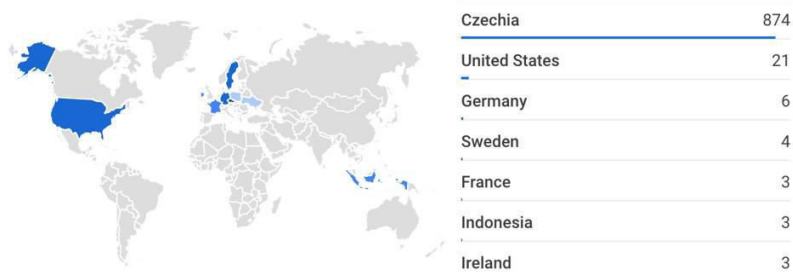 Czechia 874
United States 21
Germany 6
Sweden 4
France 3
Indonesia 3
Ireland 3